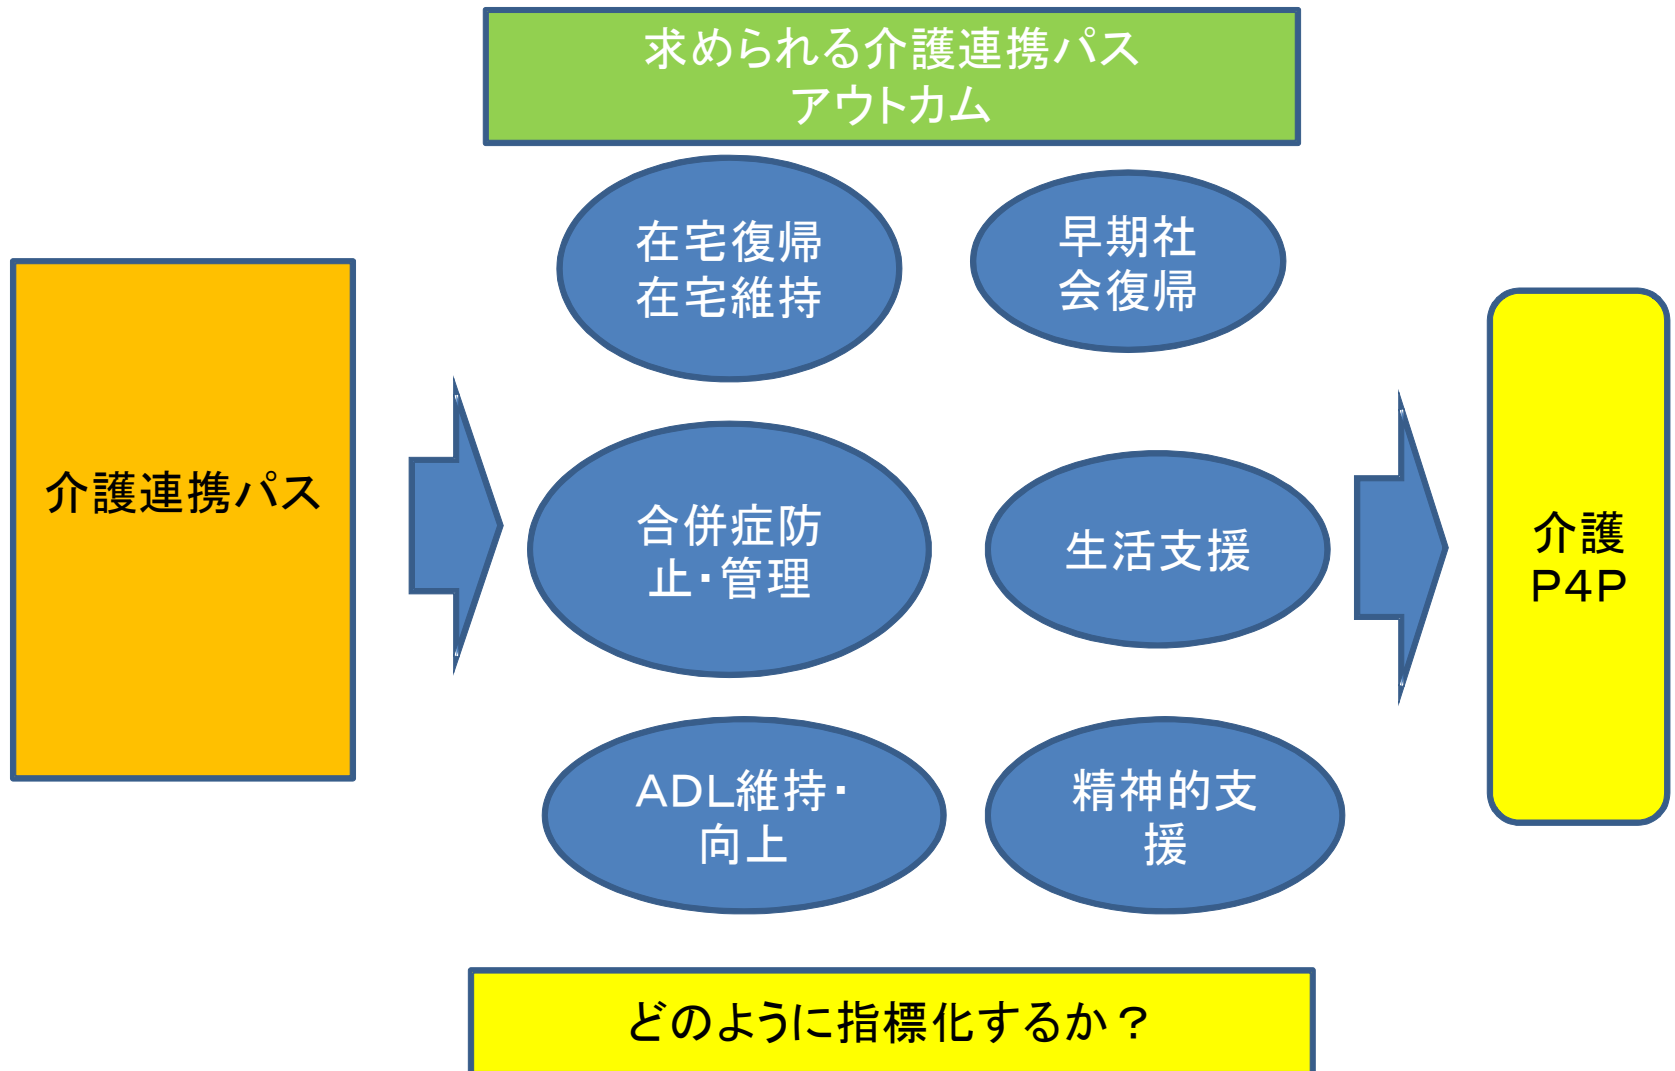 求められる介護連携パス
アウトカム
在宅復帰
在宅維持
早期社
会復帰
介護連携パス
合併症防
止・管理
生活支援
介護
P4P
ADL維持・
向上
精神的支
援
どのように指標化するか？